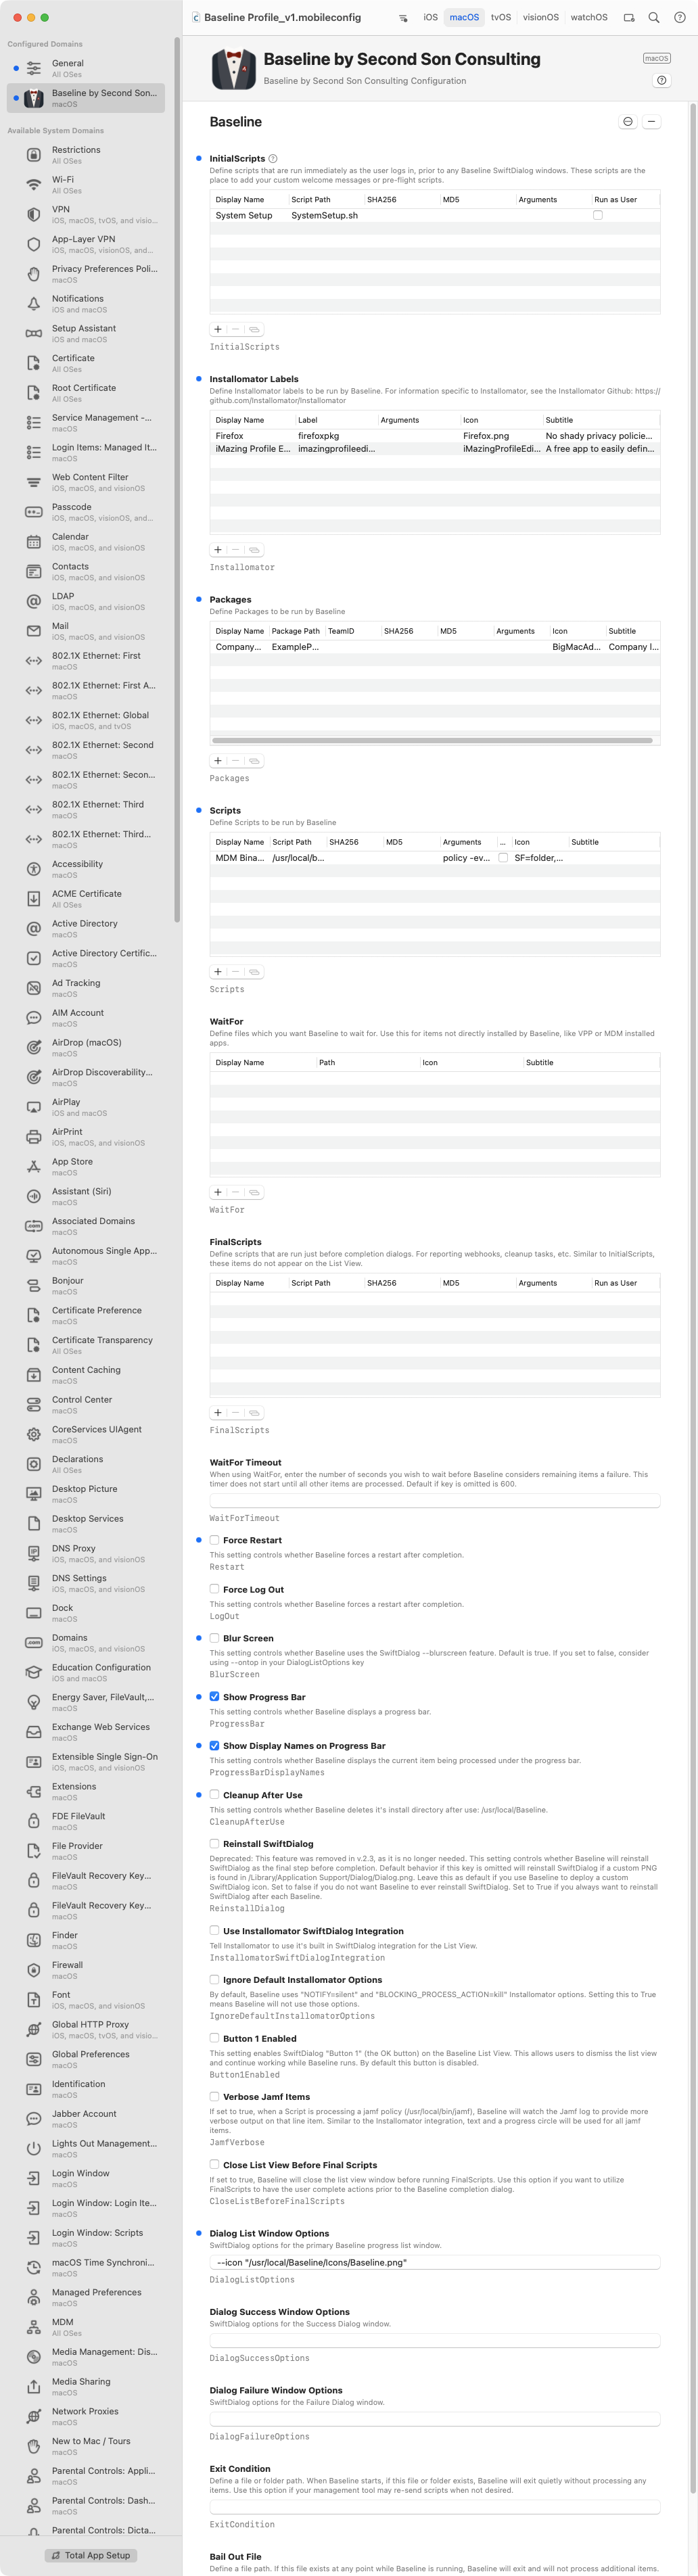 Baseline Profile_v1.mobileconfig
iOS
macOS
tvOS
visionOS
watchOS
Configured Domains
General
All OSes
Baseline by Second Son...
macOS
Available System Domains
Restrictions
All OSes
Wi-Fi
All OSes
VPN
iOS, macOS, tvOS, and visio...
App-Layer VPN
iOS, macOS, visionOS, and...
Privacy Preferences Poli...
macOS
Notifications
iOS and macOS
Setup Assistant
iOS and macOS
Certificate
All OSes
Root Certificate
All OSes
Service Management -...
macOS
Login Items: Managed It...
macOS
Web Content Filter
iOS, macOS, and visionOS
Passcode
iOS, macOS, visionOS, and...
Calendar
iOS, macOS, and visionOS
Contacts
iOS, macOS, and visionOS
LDAP
iOS, macOS, and visionOS
Mail
iOS, macOS, and visionOS
802.1X Ethernet: First
macOS
802.1X Ethernet: First A...
macOS
802.1X Ethernet: Global
iOS, macOS, and tvOS
802.1X Ethernet: Second
macOS
802.1X Ethernet: Secon...
macOS
802.1X Ethernet: Third
macOS
802.1X Ethernet: Third...
macOS
Accessibility
macOS
ACME Certificate
All OSes
Active Directory
macOS
Active Directory Certific...
macOS
Ad Tracking
macOS
AIM Account
macOS
AirDrop (macOS)
macOS
AirDrop Discoverability...
macOS
AirPlay
iOS and macOS
AirPrint
iOS, macOS, and visionOS
App Store
macOS
Assistant (Siri)
macOS
Associated Domains
macOS
Autonomous Single App...
macOS
Bonjour
macOS
Certificate Preference
macOS
Certificate Transparency
All OSes
Content Caching
macOS
Control Center
macOS
CoreServices UIAgent
macOS
Declarations
All OSes
Desktop Picture
macOS
Desktop Services
macOS
DNS Proxy
iOS, macOS, and visionOS
DNS Settings
iOS, macOS, and visionOS
Dock
macOS
Domains
iOS, macOS, and visionOS
Education Configuration
iOS and macOS
Energy Saver, FileVault,...
macOS
Exchange Web Services
macOS
Extensible Single Sign-On
iOS, macOS, and visionOS
Extensions
macOS
FDE FileVault
macOS
File Provider
macOS
FileVault Recovery Key...
macOS
FileVault Recovery Key...
macOS
Finder
macOS
Firewall
macOS
Font
iOS, macOS, and visionOS
Global HTTP Proxy
iOS, macOS, tvOS, and visio...
Global Preferences
macOS
Identification
macOS
Jabber Account
macOS
Lights Out Management...
macOS
Login Window
macOS
Login Window: Login Ite...
macOS
Login Window: Scripts
macOS
macOS Time Synchroni...
macOS
Managed Preferences
macOS
MDM
All OSes
Media Management: Dis...
macOS
Media Sharing
macOS
Network Proxies
macOS
New to Mac / Tours
macOS
Parental Controls: Appli...
macOS
Parental Controls: Dash...
macOS
Parental Controls: Dicta...
Total App Setup
Baseline by Second Son Consulting
Baseline by Second Son Consulting Configuration
macOS
Baseline
InitialScripts
Define scripts that are run immediately as the user logs in, prior to any Baseline SwiftDialog windows. These scripts are the
place to add your custom welcome messages or pre-flight scripts.
Display Name Script Path SHA256 MD5 Arguments Run as User
System Setup SystemSetup.sh
InitialScripts
Installomator Labels
Define Installomator labels to be run by Baseline. For information specific to Installomator, see the Installomator Github: https://
github.com/Installomator/Installomator
Display Name Label Arguments Icon Subtitle
Firefox firefoxpkg Firefox.png No shady privacy policie...
iMazing Profile E... imazingprofileedi... iMazingProfileEdi... A free app to easily defin...
Installomator
Packages
Define Packages to be run by Baseline
Display Name Package Path TeamID SHA256 MD5 Arguments Icon Subtitle
Company... ExampleP... BigMacAd... Company I...
Packages
Scripts
Define Scripts to be run by Baseline
Display Name Script Path SHA256 MD5 Arguments ... Icon Subtitle
MDM Bina... /usr/local/b... policy -ev... SF=folder,...
Scripts
WaitFor
Define files which you want Baseline to wait for. Use this for items not directly installed by Baseline, like VPP or MDM installed
apps.
Display Name Path Icon Subtitle
WaitFor
FinalScripts
Define scripts that are run just before completion dialogs. For reporting webhooks, cleanup tasks, etc. Similar to InitialScripts,
these items do not appear on the List View.
Display Name Script Path SHA256 MD5 Arguments Run as User
FinalScripts
WaitFor Timeout
When using WaitFor, enter the number of seconds you wish to wait before Baseline considers remaining items a failure. This
timer does not start until all other items are processed. Default if key is omitted is 600.
WaitForTimeout
Force Restart
This setting controls whether Baseline forces a restart after completion.
Restart
Force Log Out
This setting controls whether Baseline forces a restart after completion.
LogOut
Blur Screen
This setting controls whether Baseline uses the SwiftDialog --blurscreen feature. Default is true. If you set to false, consider
using --ontop in your DialogListOptions key
BlurScreen
Show Progress Bar
This setting controls whether Baseline displays a progress bar.
ProgressBar
Show Display Names on Progress Bar
This setting controls whether Baseline displays the current item being processed under the progress bar.
ProgressBarDisplayNames
Cleanup After Use
This setting controls whether Baseline deletes it's install directory after use: /usr/local/Baseline.
CleanupAfterUse
Reinstall SwiftDialog
Deprecated: This feature was removed in v.2.3, as it is no longer needed. This setting controls whether Baseline will reinstall
SwiftDialog as the final step before completion. Default behavior if this key is omitted will reinstall SwiftDialog if a custom PNG
is found in /Library/Application Support/Dialog/Dialog.png. Leave this as default if you use Baseline to deploy a custom
SwiftDialog icon. Set to false if you do not want Baseline to ever reinstall SwiftDialog. Set to True if you always want to reinstall
SwiftDialog after each Baseline.
ReinstallDialog
Use Installomator SwiftDialog Integration
Tell Installomator to use it's built in SwiftDialog integration for the List View.
InstallomatorSwiftDialogIntegration
Ignore Default Installomator Options
By default, Baseline uses "NOTIFY=silent" and "BLOCKING_PROCESS_ACTION=kill" Installomator options. Setting this to True
means Baseline will not use those options.
IgnoreDefaultInstallomatorOptions
Button 1 Enabled
This setting enables SwiftDialog "Button 1" (the OK button) on the Baseline List View. This allows users to dismiss the list view
and continue working while Baseline runs. By default this button is disabled.
Button1Enabled
Verbose Jamf Items
If set to true, when a Script is processing a jamf policy (/usr/local/bin/jamf), Baseline will watch the Jamf log to provide more
verbose output on that line item. Similar to the Installomator integration, text and a progress circle will be used for all jamf
items.
JamfVerbose
Close List View Before Final Scripts
If set to true, Baseline will close the list view window before running FinalScripts. Use this option if you want to utilize
FinalScripts to have the user complete actions prior to the Baseline completion dialog.
CloseListBeforeFinalScripts
Dialog List Window Options
SwiftDialog options for the primary Baseline progress list window.
--icon "/usr/local/Baseline/Icons/Baseline.png"
DialogListOptions
Dialog Success Window Options
SwiftDialog options for the Success Dialog window.
DialogSuccessOptions
Dialog Failure Window Options
SwiftDialog options for the Failure Dialog window.
DialogFailureOptions
Exit Condition
Define a file or folder path. When Baseline starts, if this file or folder exists, Baseline will exit quietly without processing any
items. Use this option if your management tool may re-send scripts when not desired.
ExitCondition
Bail Out File
Define a file path. If this file exists at any point while Baseline is running, Baseline will exit and will not process additional items.